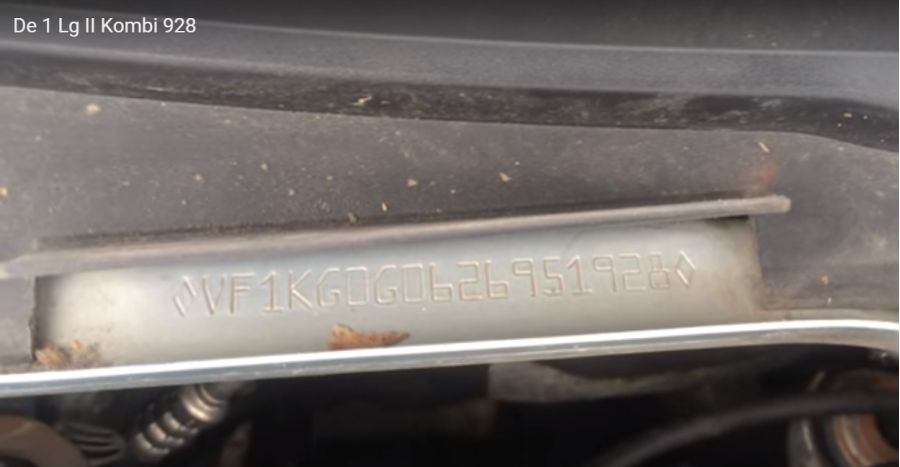 De 1 Lg II Kombi 928
◊VF1KG0G0626951928◊